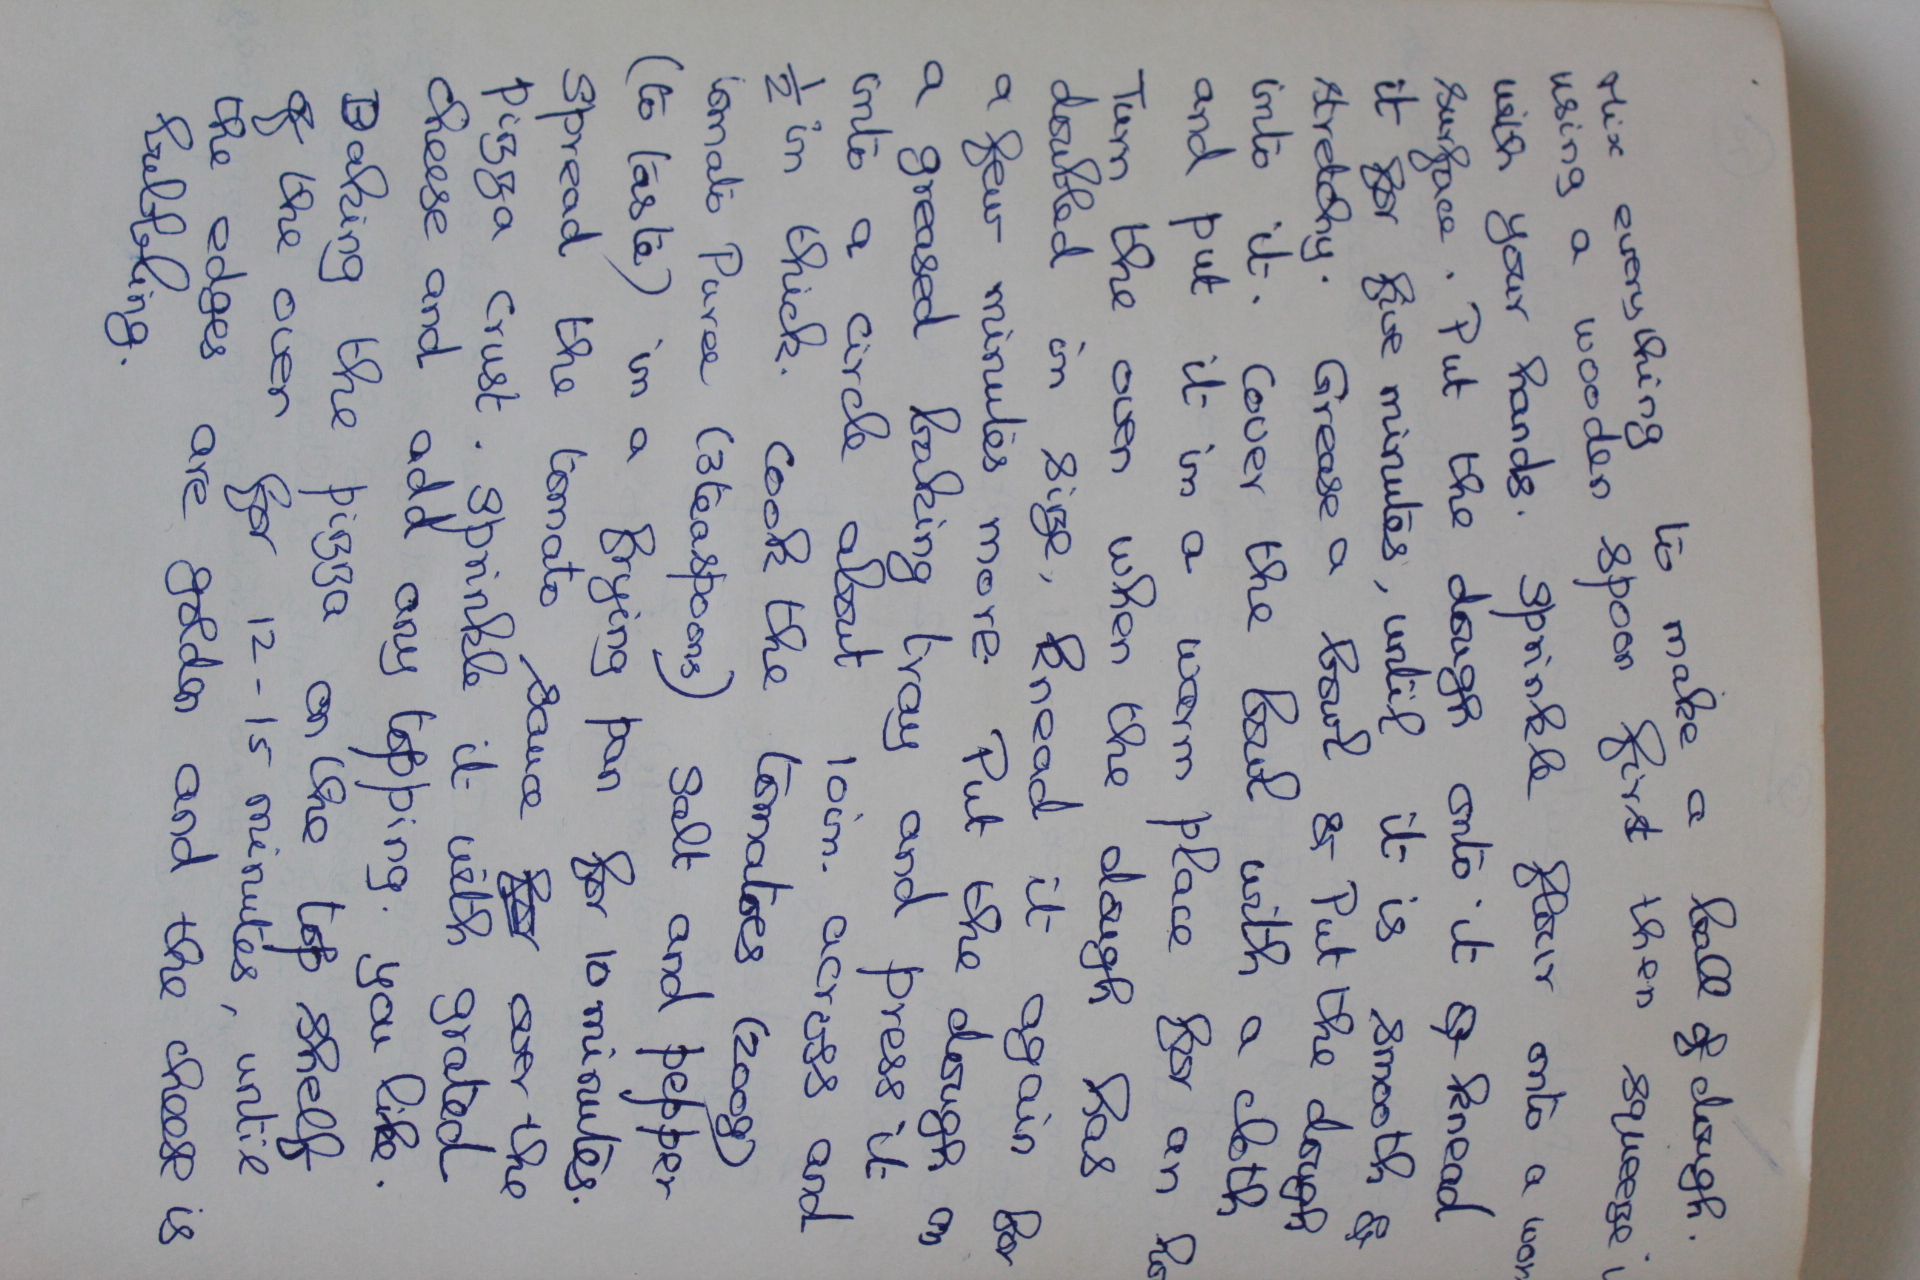 Mix everything to make a ball of dough.
using a wooden spoon first then squeeze
with your hands. Sprinkle flour onto a
surface. Put the dough onto it & knead
it for five minutes, until it is smooth &
stretchy. Grease a bowl & Put the dough
into it. Cover the bowl with a cloth
and put it in a warm place for an
Turn the oven when the dough has
doubled in size, knead it again for
a few minutes more. Put the dough on
a greased baking tray and press it
into a circle about 10in. across and
1/2 in thick. Cook the tomatoes (200g)
tomato Puree (3teaspoons) salt and pepper
(to taste) in a frying pan for 10 minutes.
Spread the tomato sauce over the
pizza crust. Sprinkle it with grated
cheese and add any topping you like.
Baking the pizza on the top shelf
of the oven for 12-15 minutes, until
the edges are golden and the cheese is
bubbling.